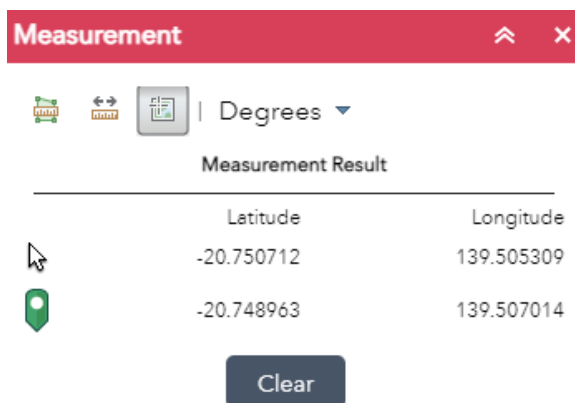 Measurement
| Degrees
Measurement Result
Latitude Longitude
-20.750712 139.505309
-20.748963 139.507014
Clear